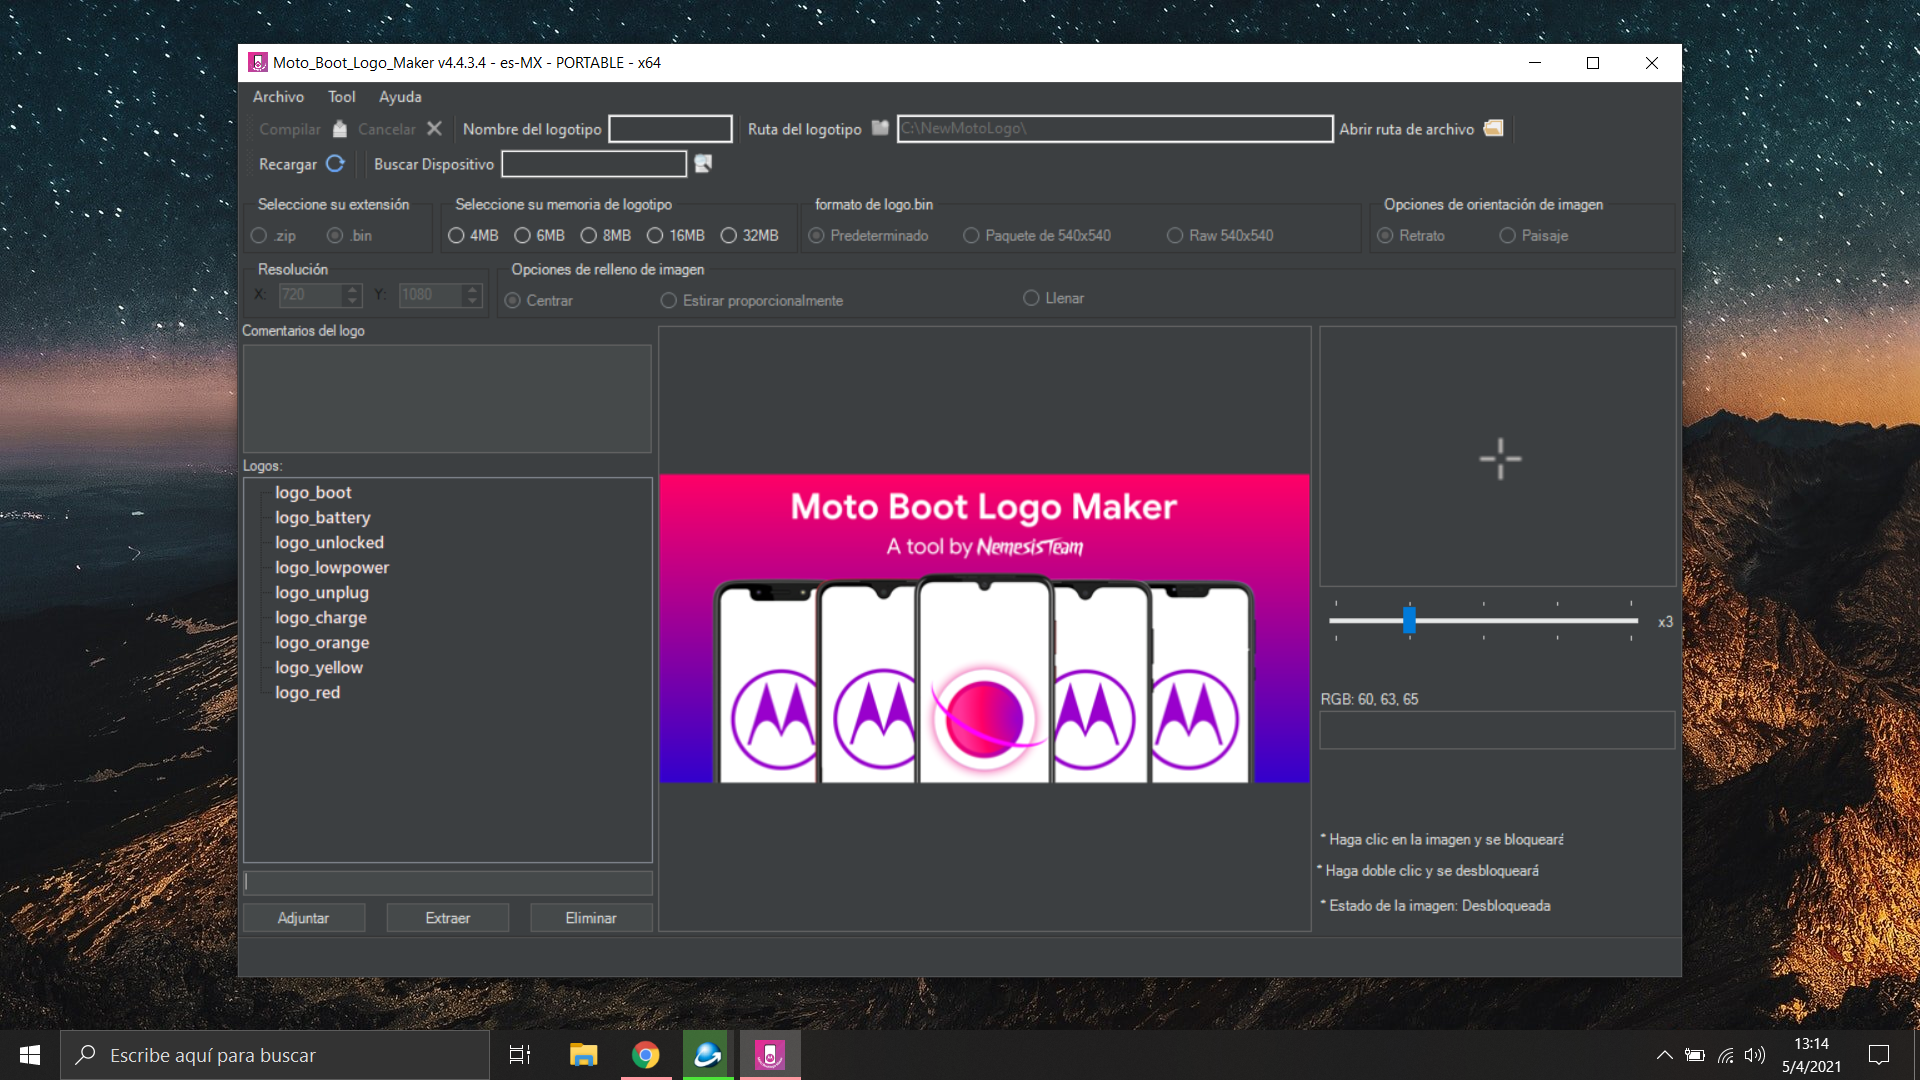 Moto_Boot_Logo_Maker v4.4.3.4 - es-MX - PORTABLE - x64
Archivo Tool Ayuda
Compilar Cancelar Nombre del logotipo Ruta del logotipo C:\NewMotoLogo\ Abrir ruta de archivo
Recargar Buscar Dispositivo
Seleccione su extensión Seleccione su memoria de logotipo formato de logo.bin Opciones de orientación de imagen
.zip .bin 4MB 6MB 8MB 16MB 32MB Predeterminado Paquete de 540x540 Raw 540x540 Retrato Paisaje
Resolución Opciones de relleno de imagen
X: 720 Y: 1080 Centrar Estirar proporcionalmente Llenar
Comentarios del logo
Logos:
logo_boot
logo_battery
logo_unlocked
logo_lowpower
logo_unplug
logo_charge
logo_orange
logo_yellow
logo_red
Adjuntar Extraer Eliminar
Moto Boot Logo Maker
A tool by NemesisTeam
x3
RGB: 60, 63, 65
* Haga clic en la imagen y se bloqueará
* Haga doble clic y se desbloqueará
* Estado de la imagen: Desbloqueada
Escribe aquí para buscar
13:14
5/4/2021